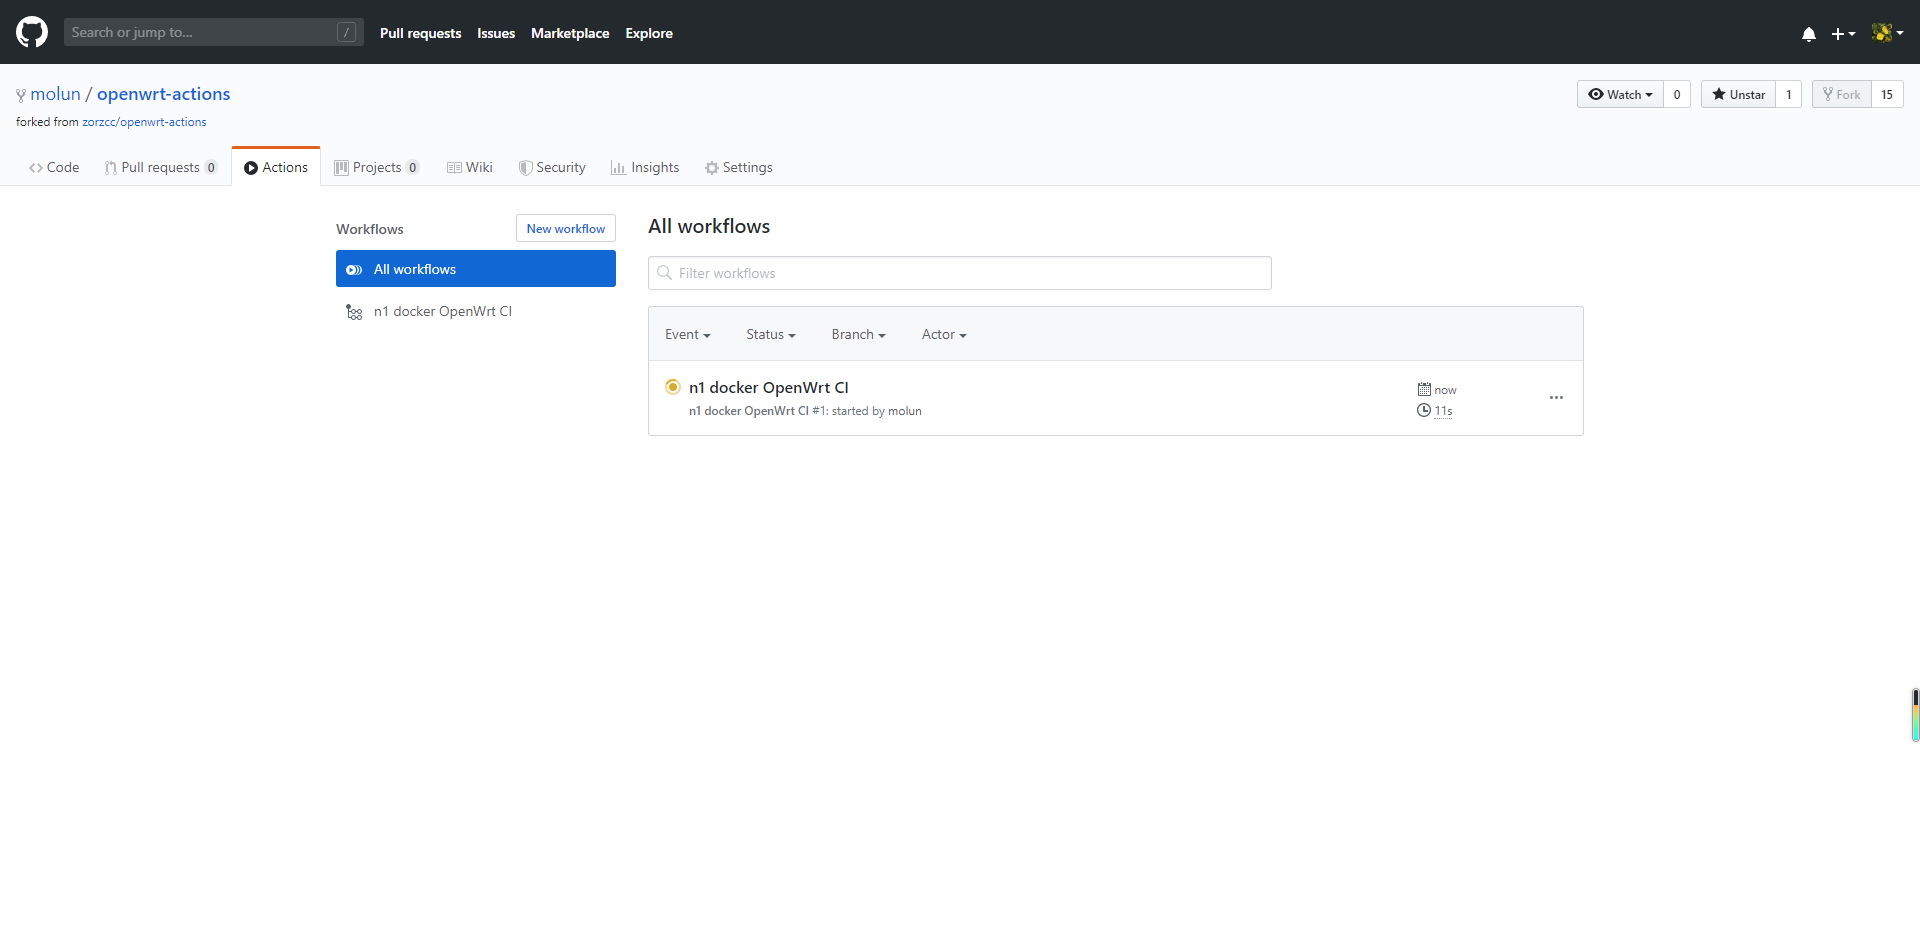 Search or jump to... /
Pull requests Issues Marketplace Explore
molun / openwrt-actions
Watch 0 Unstar 1 Fork 15
forked from zorzcc/openwrt-actions
Code Pull requests 0 Actions Projects 0 Wiki Security Insights Settings
Workflows New workflow
All workflows
n1 docker OpenWrt CI
All workflows
Filter workflows
Event Status Branch Actor
n1 docker OpenWrt CI
n1 docker OpenWrt CI #1: started by molun
now
11s